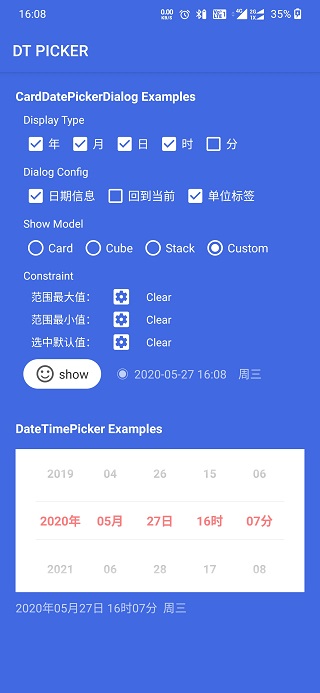 16:08
0.00 KB/S 4G 2G 1X 35%
DT PICKER
CardDatePickerDialog Examples
Display Type
年 月 日 时 分
Dialog Config
日期信息 回到当前 单位标签
Show Model
Card Cube Stack Custom
Constraint
范围最大值: Clear
范围最小值: Clear
选中默认值: Clear
show 2020-05-27 16:08 周三
DateTimePicker Examples
2019 04 26 15 06
2020年 05月 27日 16时 07分
2021 06 28 17 08
2020年05月27日 16时07分 周三